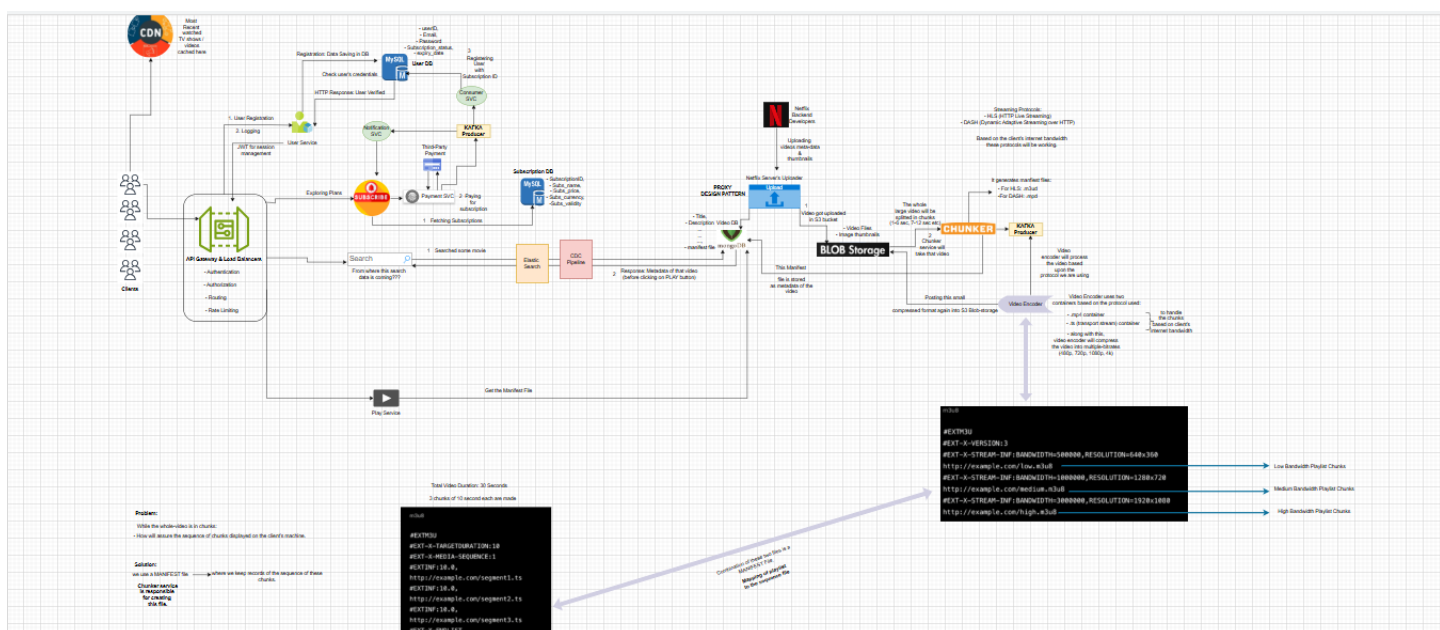 CDN
Most
Recent
watched
TV shows /
videos
cached here
Registration: Data Saving in DB
MySQL
User DB
- userID,
- Email,
- Password
- Subscription_status,
- expiry_date
3
Registering
User
with
Subscription ID
Check user's credentials,
HTTP Response: User Verified
Consumer
SVC
1. User Registration
2. Logging
User Service
JWT for session
management
Notification
SVC
KAFKA
Producer
Third-Party
Payment
Exploring Plans
SUBSCRIBE
Payment SVC
2 - Paying
for
subscription
1
Fetching Subscriptions
Subscription DB
MySQL
- SubscriptionID,
- Subs_name,
- Subs_price,
- Subs_currency,
-Subs_validity
Clients
API Gateway & Load Balancers
- Authentication
- Authorization
- Routing
- Rate Limiting
1
Searched some movie
Search
From where this search
data is coming???
Elastic
Search
CDC
Pipeline
2
Response: Metadata of that video
(before clicking on PLAY button)
Play Service
Get the Manifest File
N
Netflix
Backend
Developers
Uploading
videos meta-data
&
thumbnails
Netflix Server's Uploader
PROXY
DESIGN PATTERN
Upload
- Title,
- Description: Video DB
- manifest file
mongoDB
1
Video got uploaded
in S3 bucket
- Video Files
- Image thumbnails
BLOB Storage
The whole
large video will be
splitted in chunks
2
Chunker
service will
take that video
CHUNKER
KAFKA
Producer
It generates manifest files:
- For HLS: .m3u8
-For DASH: .mpd
Streaming Protocols:
- HLS (HTTP Live Streaming)
- DASH (Dynamic Adaptive Streaming over HTTP)
Based on the client's internet bandwidth
these protocols will be working.
This Manifest
file is stored
as metadata of the
video
Video
encoder will process
the video based
upon the
protocol we are using
Posting this small
compressed format again into S3 Blob-storage
Video Encoder
Video Encoder uses two
containers based on the protocol used:
- .mp4 container
- .ts (transport stream) container
- along with this,
video encoder will compress
the video into multiple-bitrates
(480p, 720p, 1080p, 4k)
to handle
the chunks
based on client's
internet bandwidth
m3u8
#EXTM3U
#EXT-X-VERSION:3
#EXT-X-STREAM-INF:BANDWIDTH=500000,RESOLUTION=640x360
http://example.com/low.m3u8
#EXT-X-STREAM-INF:BANDWIDTH=1000000,RESOLUTION=1280x720
http://example.com/medium.m3u8
#EXT-X-STREAM-INF:BANDWIDTH=3000000,RESOLUTION=1920x1080
http://example.com/high.m3u8
Low Bandwidth Playlist Chunks
Medium Bandwidth Playlist Chunks
High Bandwidth Playlist Chunks
Total Video Duration: 30 Seconds
3 chunks of 10 second each are made
m3u8
#EXTM3U
#EXT-X-TARGETDURATION:10
#EXT-X-MEDIA-SEQUENCE:1
#EXTINF:10.0,
http://example.com/segment1.ts
#EXTINF:10.0,
http://example.com/segment2.ts
#EXTINF:10.0,
http://example.com/segment3.ts
Combination of these two files is a
MANIFEST File.
Mapping of playlist
to the sequence file
Problem:
While the whole-video is in chunks:
- How will assure the sequence of chunks displayed on the client's machine.
Solution:
we use a MANIFEST file
where we keep records of the sequence of these
chunks.
Chunker service
is responsible
for creating
this file.